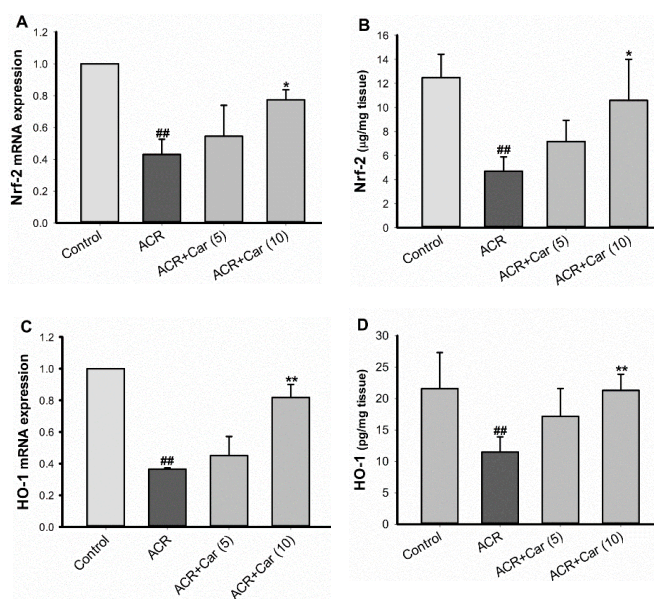 A
Nrf-2 mRNA expression
1.2
1.0
0.8
0.6
0.4
0.2
0.0
##
*
Control
ACR
ACR+Car (5)
ACR+Car (10)
B
Nrf-2 (µg/mg tissue)
16
14
12
10
8
6
4
2
0
##
*
Control
ACR
ACR+Car (5)
ACR+Car (10)
C
HO-1 mRNA expression
1.2
1.0
0.8
0.6
0.4
0.2
0.0
##
**
Control
ACR
ACR+Car (5)
ACR+Car (10)
D
HO-1 (pg/mg tissue)
30
25
20
15
10
5
0
##
**
Control
ACR
ACR+Car (5)
ACR+Car (10)